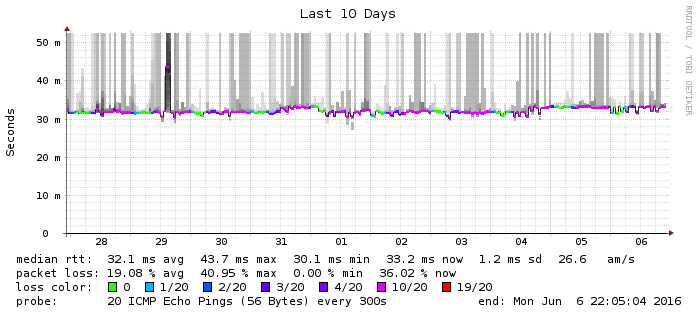 Last 10 Days
RRDTOOL / TOBI OETIKER
Seconds
50 m
40 m
30 m
20 m
10 m
0
28 29 30 31 01 02 03 04 05 06
median rtt: 32.1 ms avg 43.7 ms max 30.1 ms min 33.2 ms now 1.2 ms sd 26.6 am/s
packet loss: 19.08 % avg 40.95 % max 0.00 % min 36.02 % now
loss color: 0 1/20 2/20 3/20 4/20 10/20 19/20
probe: 20 ICMP Echo Pings (56 Bytes) every 300s end: Mon Jun 6 22:05:04 2016